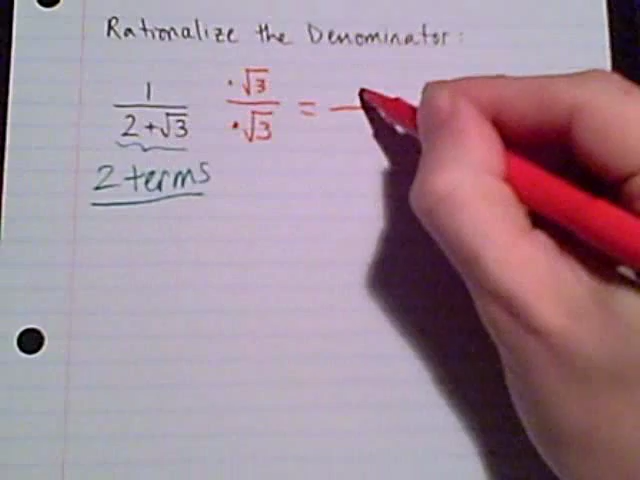 Rationalize the Denominator:
1/(2+√3) ·√3/·√3 =
2 terms